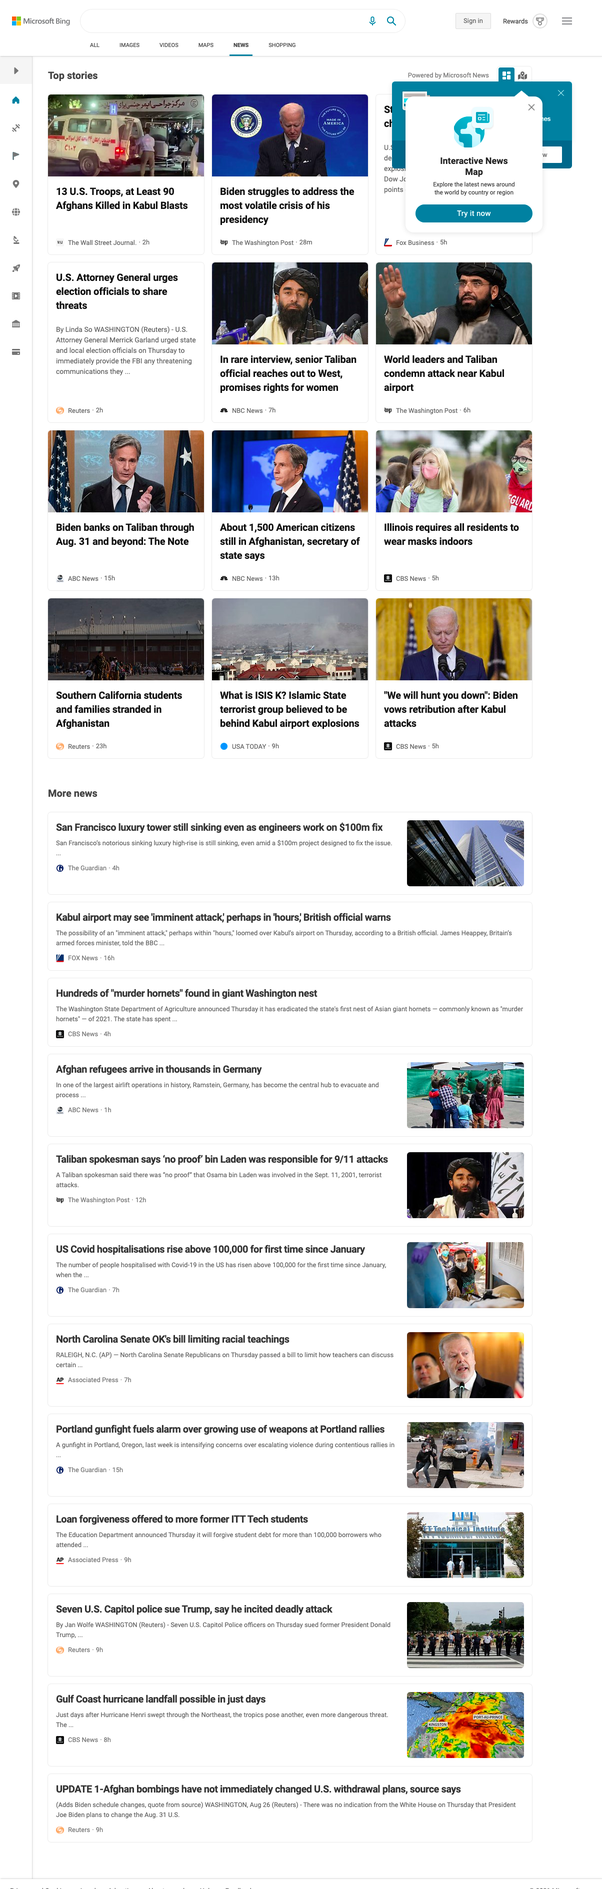 Microsoft Bing
Sign in
Rewards
ALL IMAGES VIDEOS MAPS NEWS SHOPPING
Top stories
Powered by Microsoft News
Interactive News
Map
Explore the latest news around
the world by country or region
Try it now
13 U.S. Troops, at Least 90
Afghans Killed in Kabul Blasts
The Wall Street Journal. · 2h
MADE IN
AMERICA
Biden struggles to address the
most volatile crisis of his
presidency
The Washington Post · 28m
Dow Jo
points
Fox Business · 5h
U.S. Attorney General urges
election officials to share
threats
By Linda So WASHINGTON (Reuters) - U.S.
Attorney General Merrick Garland urged state
and local election officials on Thursday to
immediately provide the FBI any threatening
communications they ...
Reuters · 2h
In rare interview, senior Taliban
official reaches out to West,
promises rights for women
NBC News · 7h
World leaders and Taliban
condemn attack near Kabul
airport
The Washington Post · 6h
Biden banks on Taliban through
Aug. 31 and beyond: The Note
ABC News · 15h
About 1,500 American citizens
still in Afghanistan, secretary of
state says
NBC News · 13h
Illinois requires all residents to
wear masks indoors
CBS News · 5h
Southern California students
and families stranded in
Afghanistan
Reuters · 23h
What is ISIS K? Islamic State
terrorist group believed to be
behind Kabul airport explosions
USA TODAY · 9h
"We will hunt you down": Biden
vows retribution after Kabul
attacks
CBS News · 5h
More news
San Francisco luxury tower still sinking even as engineers work on $100m fix
San Francisco's notorious sinking luxury high-rise is still sinking, even amid a $100m project designed to fix the issue.
...
The Guardian · 4h
Kabul airport may see 'imminent attack,' perhaps in 'hours,' British official warns
The possibility of an "imminent attack," perhaps within "hours," loomed over Kabul's airport on Thursday, according to a British official. James Heappey, Britain's
armed forces minister, told the BBC ...
FOX News · 16h
Hundreds of "murder hornets" found in giant Washington nest
The Washington State Department of Agriculture announced Thursday it has eradicated the state's first nest of Asian giant hornets — commonly known as "murder
hornets" — of 2021. The state has spent ...
CBS News · 4h
Afghan refugees arrive in thousands in Germany
In one of the largest airlift operations in history, Ramstein, Germany, has become the central hub to evacuate and
process ...
ABC News · 1h
Taliban spokesman says 'no proof' bin Laden was responsible for 9/11 attacks
A Taliban spokesman said there was "no proof" that Osama bin Laden was involved in the Sept. 11, 2001, terrorist
attacks.
The Washington Post · 12h
US Covid hospitalisations rise above 100,000 for first time since January
The number of people hospitalised with Covid-19 in the US has risen above 100,000 for the first time since January,
when the ...
The Guardian · 7h
North Carolina Senate OK's bill limiting racial teachings
RALEIGH, N.C. (AP) — North Carolina Senate Republicans on Thursday passed a bill to limit how teachers can discuss
certain ...
Associated Press · 7h
Portland gunfight fuels alarm over growing use of weapons at Portland rallies
A gunfight in Portland, Oregon, last week is intensifying concerns over escalating violence during contentious rallies in
...
The Guardian · 15h
Loan forgiveness offered to more former ITT Tech students
The Education Department announced Thursday it will forgive student debt for more than 100,000 borrowers who
attended ...
Associated Press · 9h
Seven U.S. Capitol police sue Trump, say he incited deadly attack
By Jan Wolfe WASHINGTON (Reuters) - Seven U.S. Capitol Police officers on Thursday sued former President Donald
Trump, ...
Reuters · 9h
Gulf Coast hurricane landfall possible in just days
Just days after Hurricane Henri swept through the Northeast, the tropics pose another, even more dangerous threat.
The ...
CBS News · 8h
KINGSTON
PORT-AU-PRINCE
UPDATE 1-Afghan bombings have not immediately changed U.S. withdrawal plans, source says
(Adds Biden schedule changes, quote from source) WASHINGTON, Aug 26 (Reuters) - There was no indication from the White House on Thursday that President
Joe Biden plans to change the Aug. 31 U.S.
Reuters · 9h